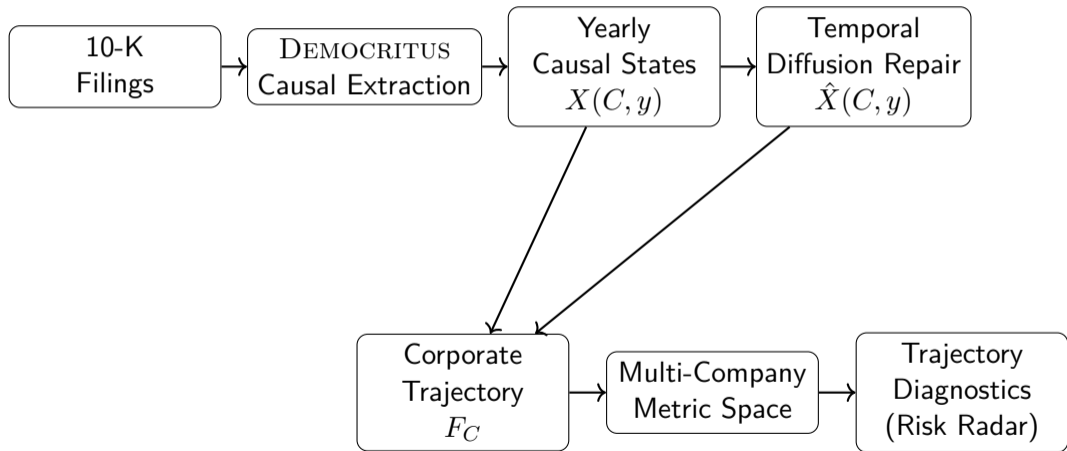 10-K
Filings
DEMOCRITUS
Causal Extraction
Yearly
Causal States
X(C, y)
Temporal
Diffusion Repair
X̂(C, y)
Corporate
Trajectory
F_C
Multi-Company
Metric Space
Trajectory
Diagnostics
(Risk Radar)